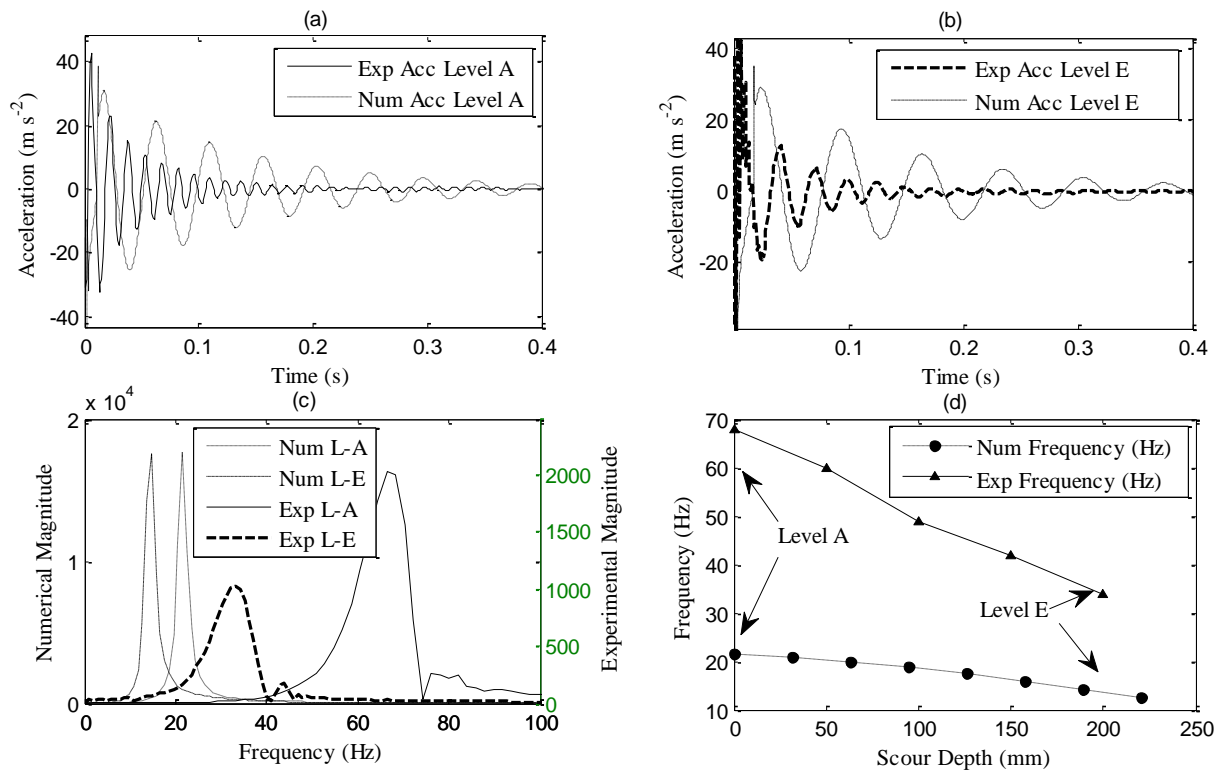 (a)
40
20
0
-20
-40
Acceleration (m s-2)
Exp Acc Level A
Num Acc Level A
0 0.1 0.2 0.3 0.4
Time (s)
(b)
40
20
0
-20
Acceleration (m s-2)
Exp Acc Level E
Num Acc Level E
0.1 0.2 0.3 0.4
Time (s)
(c)
x 10^4
2
1
0
Numerical Magnitude
Num L-A
Num L-E
Exp L-A
Exp L-E
2000
1500
1000
500
0
Experimental Magnitude
0 20 40 60 80 100
Frequency (Hz)
(d)
70
60
50
40
30
20
10
Frequency (Hz)
Num Frequency (Hz)
Exp Frequency (Hz)
Level A
Level E
0 50 100 150 200 250
Scour Depth (mm)